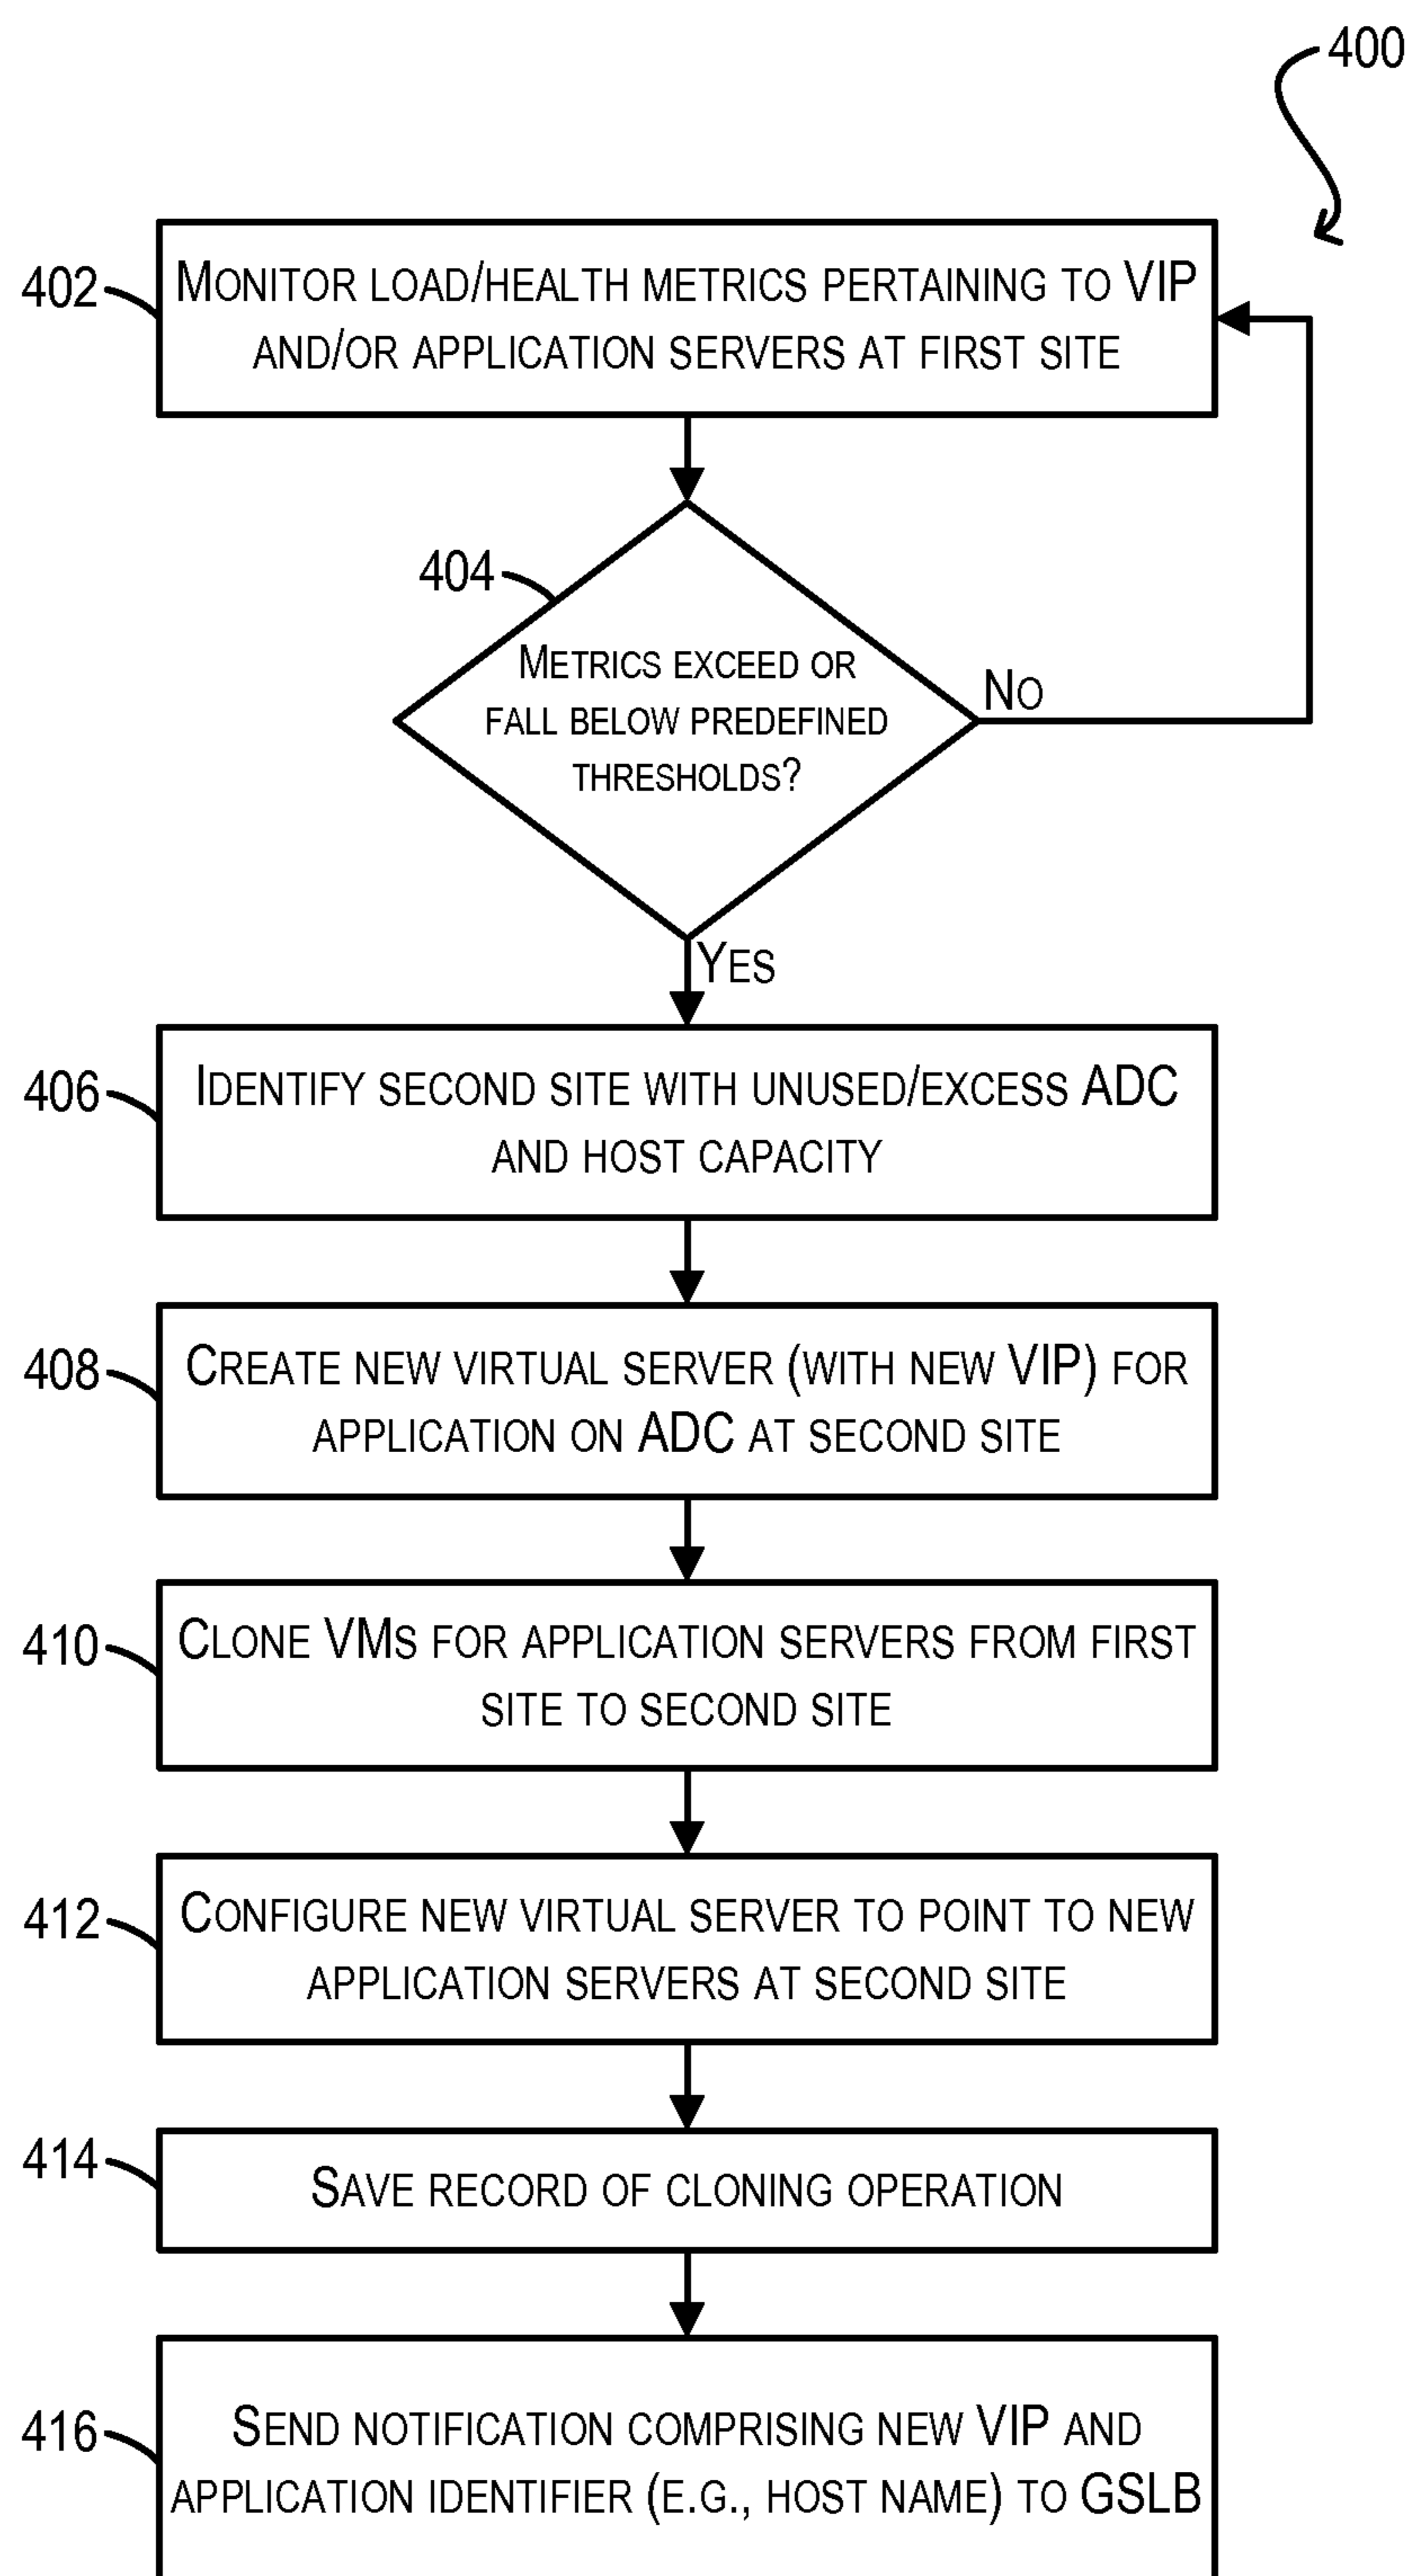 400
402
MONITOR LOAD/HEALTH METRICS PERTAINING TO VIP
AND/OR APPLICATION SERVERS AT FIRST SITE
404
METRICS EXCEED OR
FALL BELOW PREDEFINED
THRESHOLDS?
NO
YES
406
IDENTIFY SECOND SITE WITH UNUSED/EXCESS ADC
AND HOST CAPACITY
408
CREATE NEW VIRTUAL SERVER (WITH NEW VIP) FOR
APPLICATION ON ADC AT SECOND SITE
410
CLONE VMS FOR APPLICATION SERVERS FROM FIRST
SITE TO SECOND SITE
412
CONFIGURE NEW VIRTUAL SERVER TO POINT TO NEW
APPLICATION SERVERS AT SECOND SITE
414
SAVE RECORD OF CLONING OPERATION
416
SEND NOTIFICATION COMPRISING NEW VIP AND
APPLICATION IDENTIFIER (E.G., HOST NAME) TO GSLB